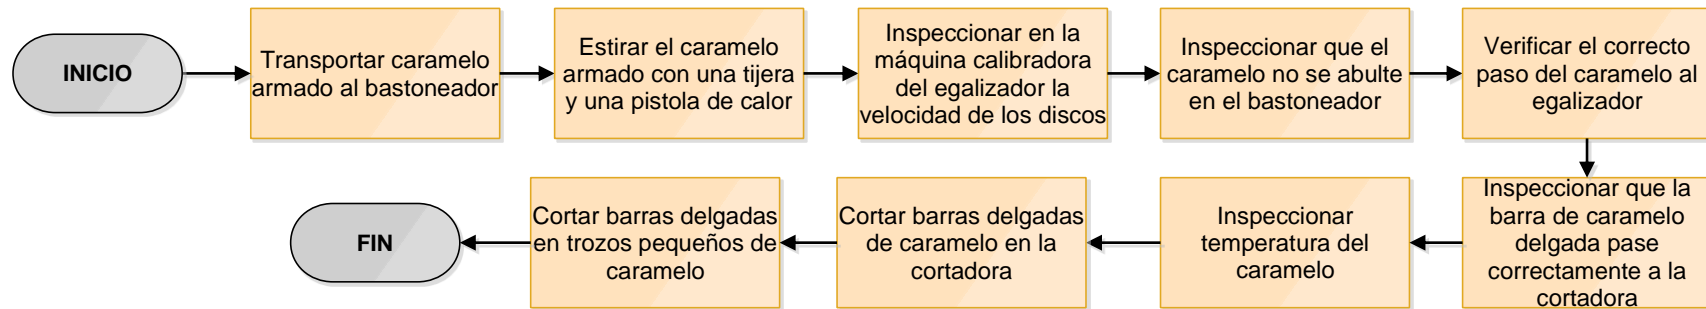 INICIO
Transportar caramelo
armado al bastoneador
Estirar el caramelo
armado con una tijera
y una pistola de calor
Inspeccionar en la
máquina calibradora
del egalizador la
velocidad de los discos
Inspeccionar que el
caramelo no se abulte
en el bastoneador
Verificar el correcto
paso del caramelo al
egalizador
Inspeccionar que la
barra de caramelo
delgada pase
correctamente a la
cortadora
Inspeccionar
temperatura del
caramelo
Cortar barras delgadas
de caramelo en la
cortadora
Cortar barras delgadas
en trozos pequeños de
caramelo
FIN